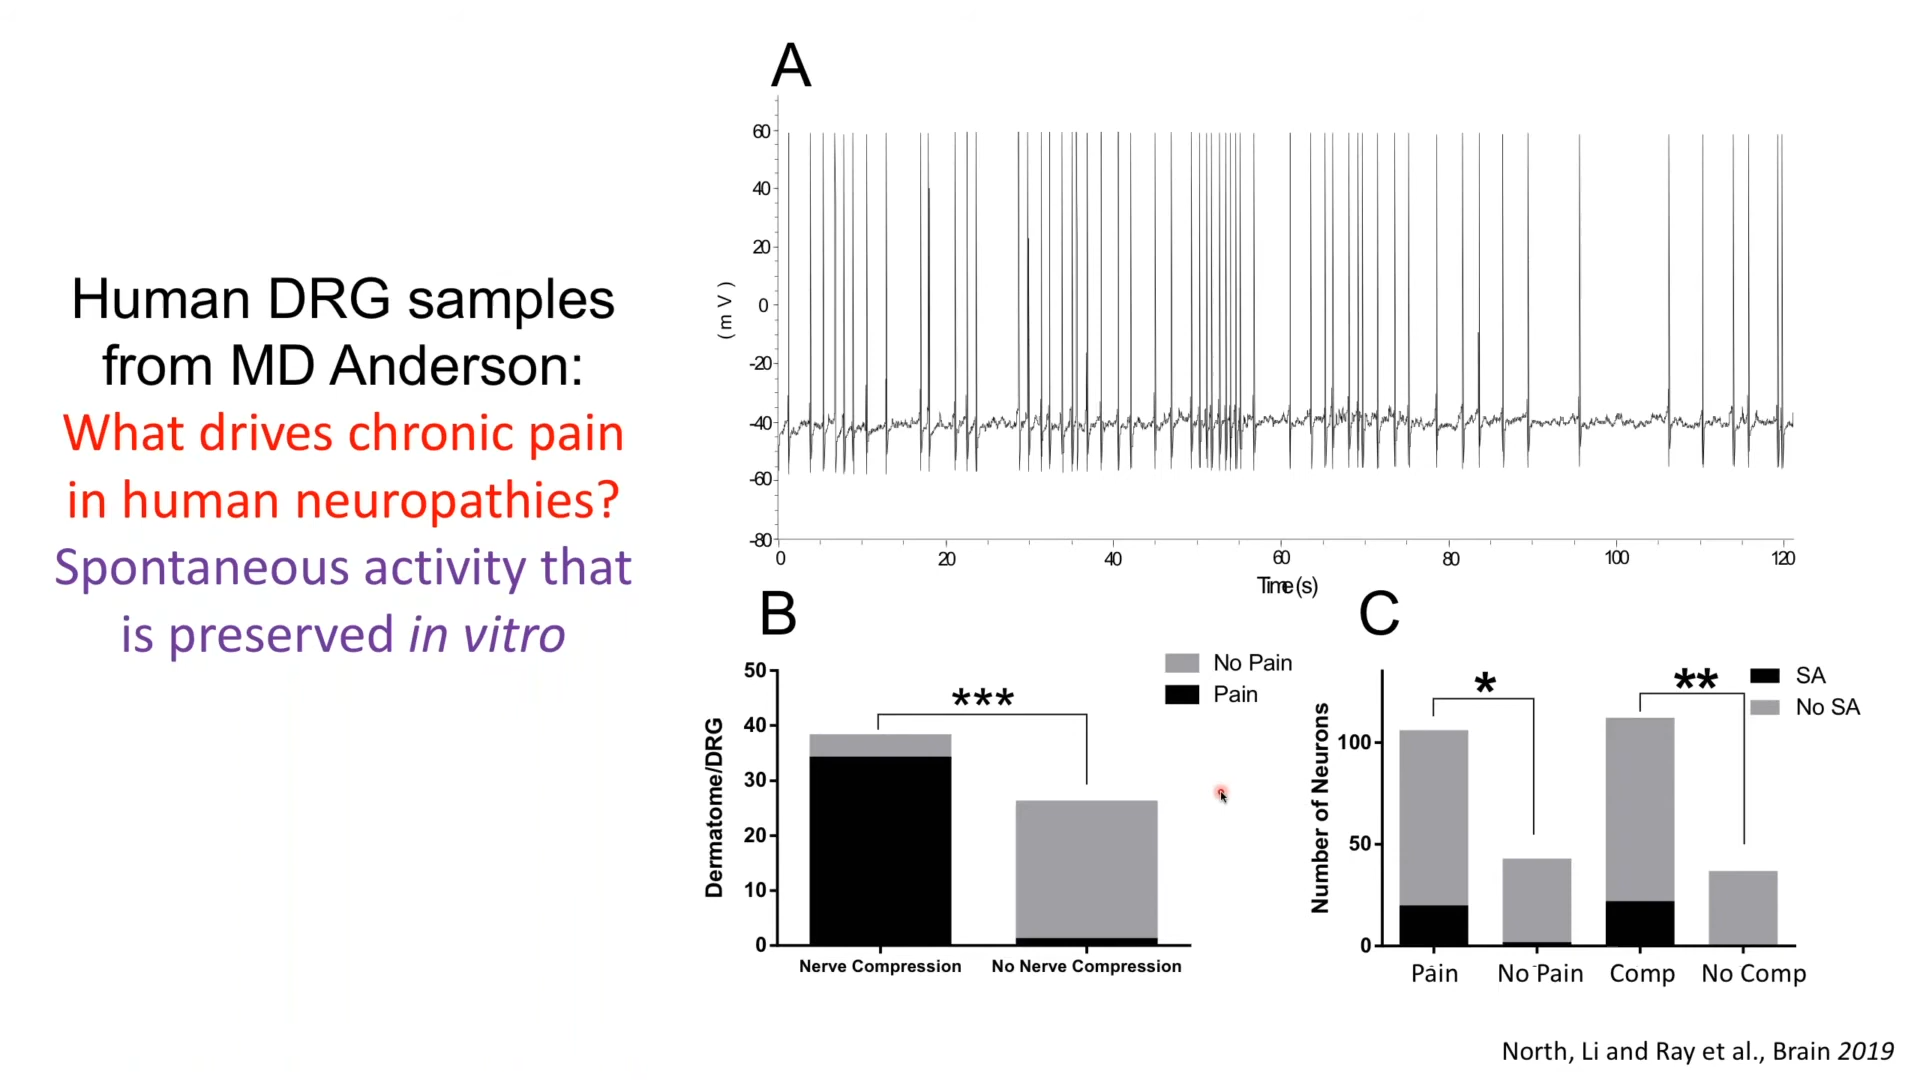 Human DRG samples
from MD Anderson:
What drives chronic pain
in human neuropathies?
Spontaneous activity that
is preserved in vitro
A
60
40
20
0
-20
-40
-60
-80
(mV)
0 20 40 60 80 100 120
Time (s)
B
50
40
30
20
10
0
Dermatome/DRG
***
No Pain
Pain
Nerve Compression No Nerve Compression
C
100
50
0
Number of Neurons
* **
SA
No SA
Pain No Pain Comp No Comp
North, Li and Ray et al., Brain 2019